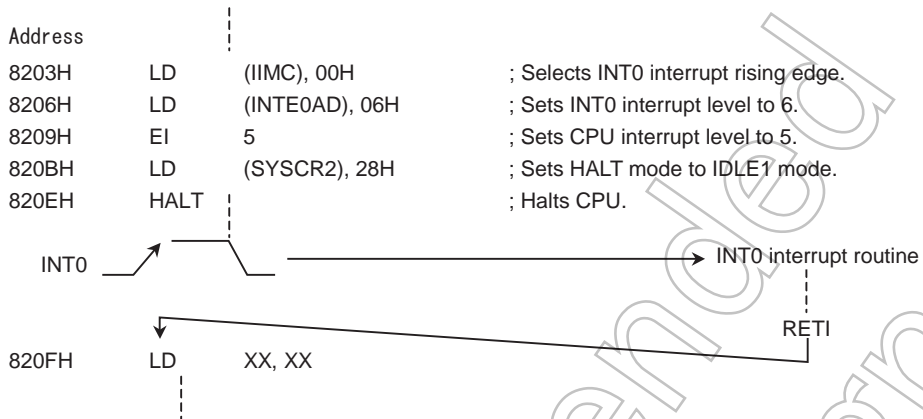 Address
8203H LD (IIMC), 00H ; Selects INT0 interrupt rising edge.
8206H LD (INTE0AD), 06H ; Sets INT0 interrupt level to 6.
8209H EI 5 ; Sets CPU interrupt level to 5.
820BH LD (SYSCR2), 28H ; Sets HALT mode to IDLE1 mode.
820EH HALT ; Halts CPU.
INT0 INT0 interrupt routine
RETI
820FH LD XX, XX